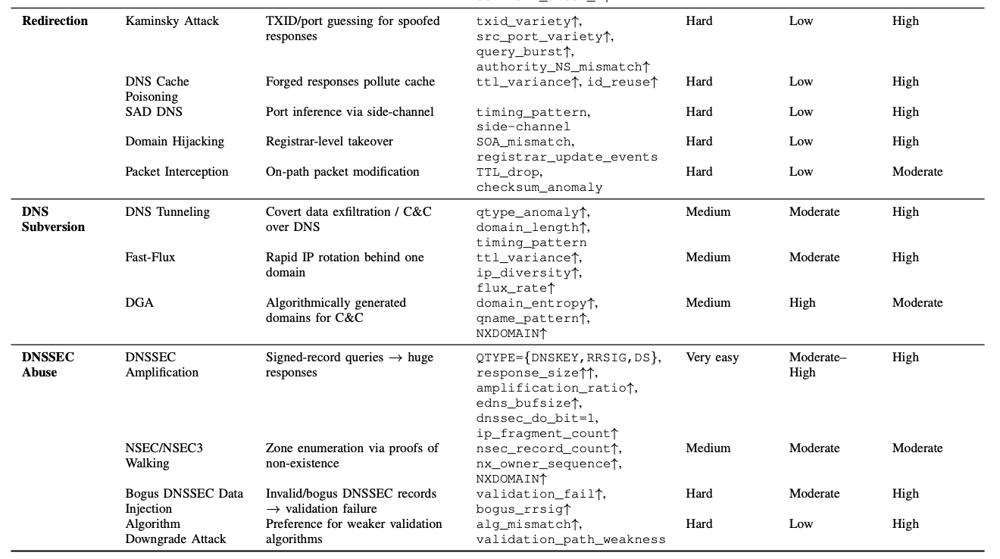 Redirection Kaminsky Attack TXID/port guessing for spoofed txid_variety↑, Hard Low High
responses src_port_variety↑,
query_burst↑,
authority_NS_mismatch↑
DNS Cache Forged responses pollute cache ttl_variance↑, id_reuse↑ Hard Low High
Poisoning
SAD DNS Port inference via side-channel timing_pattern, Hard Low High
side-channel
Domain Hijacking Registrar-level takeover SOA_mismatch, Hard Low High
registrar_update_events
Packet Interception On-path packet modification TTL_drop, Hard Low Moderate
checksum_anomaly
DNS DNS Tunneling Covert data exfiltration / C&C qtype_anomaly↑, Medium Moderate High
Subversion over DNS domain_length↑,
timing_pattern
Fast-Flux Rapid IP rotation behind one ttl_variance↑, Medium Moderate High
domain ip_diversity↑,
flux_rate↑
DGA Algorithmically generated domain_entropy↑, Medium High Moderate
domains for C&C qname_pattern↑,
NXDOMAIN↑
DNSSEC DNSSEC Signed-record queries → huge QTYPE={DNSKEY,RRSIG,DS}, Very easy Moderate– High
Abuse Amplification responses response_size↑↑, High
amplification_ratio↑,
edns_bufsize↑,
dnssec_do_bit=1,
ip_fragment_count↑
NSEC/NSEC3 Zone enumeration via proofs of nsec_record_count↑, Medium Moderate Moderate
Walking non-existence nx_owner_sequence↑,
NXDOMAIN↑
Bogus DNSSEC Data Invalid/bogus DNSSEC records validation_fail↑, Hard Moderate High
Injection → validation failure bogus_rrsig↑
Algorithm Preference for weaker validation alg_mismatch↑, Hard Low High
Downgrade Attack algorithms validation_path_weakness